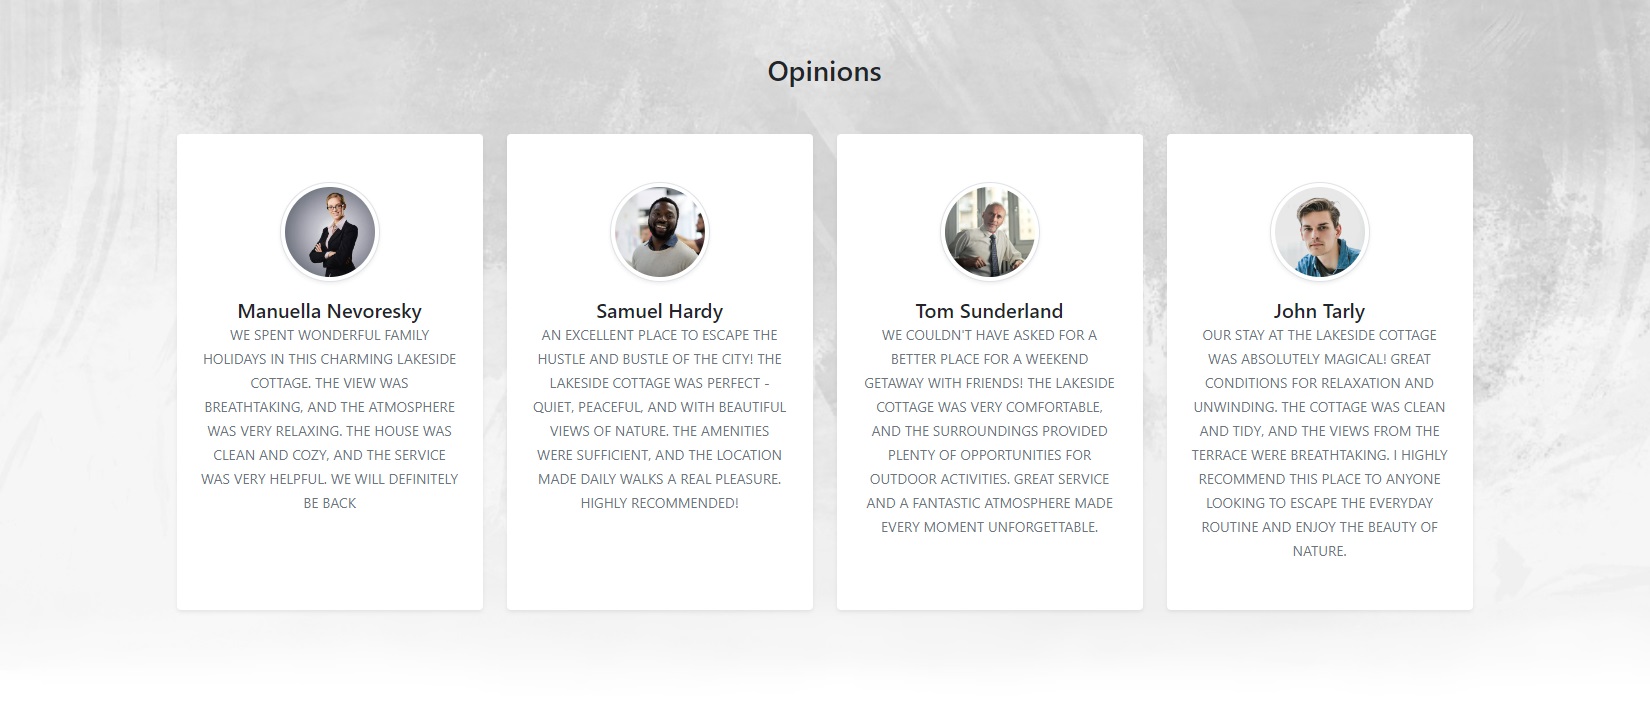 Opinions
Manuella Nevoresky
WE SPENT WONDERFUL FAMILY
HOLIDAYS IN THIS CHARMING LAKESIDE
COTTAGE. THE VIEW WAS
BREATHTAKING, AND THE ATMOSPHERE
WAS VERY RELAXING. THE HOUSE WAS
CLEAN AND COZY, AND THE SERVICE
WAS VERY HELPFUL. WE WILL DEFINITELY
BE BACK
Samuel Hardy
AN EXCELLENT PLACE TO ESCAPE THE
HUSTLE AND BUSTLE OF THE CITY! THE
LAKESIDE COTTAGE WAS PERFECT -
QUIET, PEACEFUL, AND WITH BEAUTIFUL
VIEWS OF NATURE. THE AMENITIES
WERE SUFFICIENT, AND THE LOCATION
MADE DAILY WALKS A REAL PLEASURE.
HIGHLY RECOMMENDED!
Tom Sunderland
WE COULDN'T HAVE ASKED FOR A
BETTER PLACE FOR A WEEKEND
GETAWAY WITH FRIENDS! THE LAKESIDE
COTTAGE WAS VERY COMFORTABLE,
AND THE SURROUNDINGS PROVIDED
PLENTY OF OPPORTUNITIES FOR
OUTDOOR ACTIVITIES. GREAT SERVICE
AND A FANTASTIC ATMOSPHERE MADE
EVERY MOMENT UNFORGETTABLE.
John Tarly
OUR STAY AT THE LAKESIDE COTTAGE
WAS ABSOLUTELY MAGICAL! GREAT
CONDITIONS FOR RELAXATION AND
UNWINDING. THE COTTAGE WAS CLEAN
AND TIDY, AND THE VIEWS FROM THE
TERRACE WERE BREATHTAKING. I HIGHLY
RECOMMEND THIS PLACE TO ANYONE
LOOKING TO ESCAPE THE EVERYDAY
ROUTINE AND ENJOY THE BEAUTY OF
NATURE.